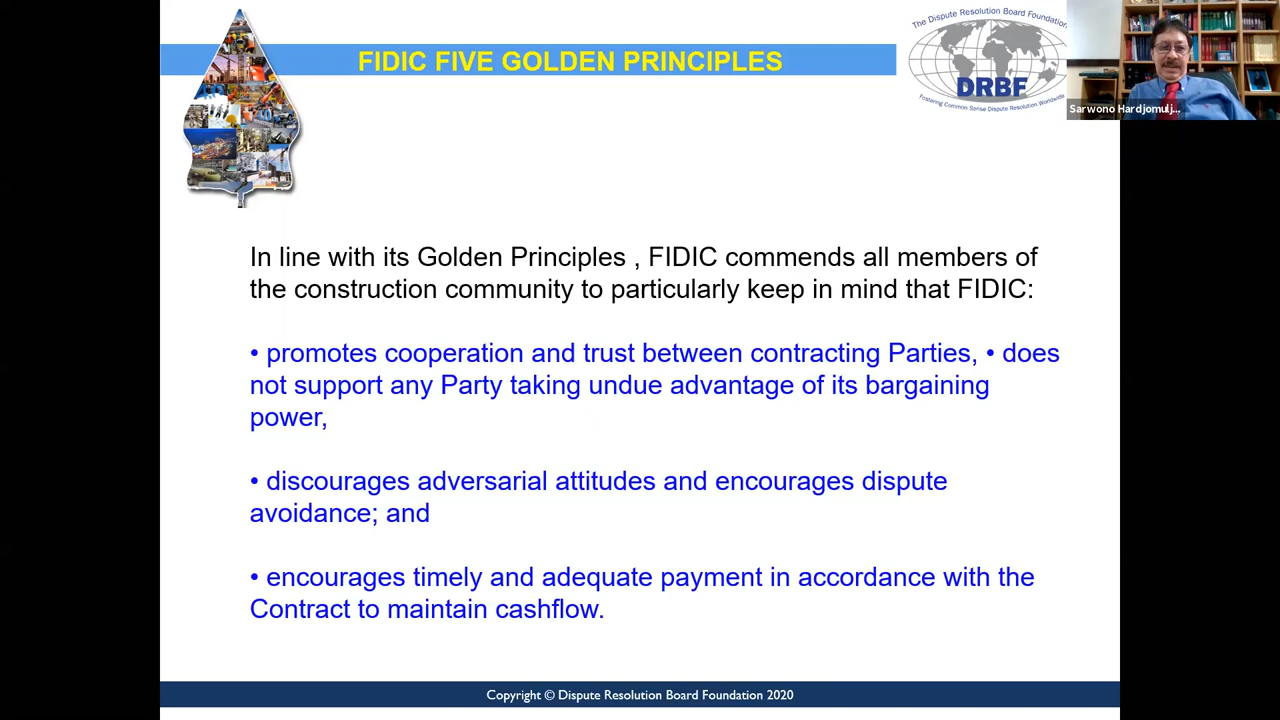 FIDIC FIVE GOLDEN PRINCIPLES
The Dispute Resolution Board Foundation
DRBF
Fostering Common Sense Dispute Resolution Worldwide
Sarwono Hardjomulj...
In line with its Golden Principles , FIDIC commends all members of
the construction community to particularly keep in mind that FIDIC:
• promotes cooperation and trust between contracting Parties, • does
not support any Party taking undue advantage of its bargaining
power,
• discourages adversarial attitudes and encourages dispute
avoidance; and
• encourages timely and adequate payment in accordance with the
Contract to maintain cashflow.
Copyright © Dispute Resolution Board Foundation 2020